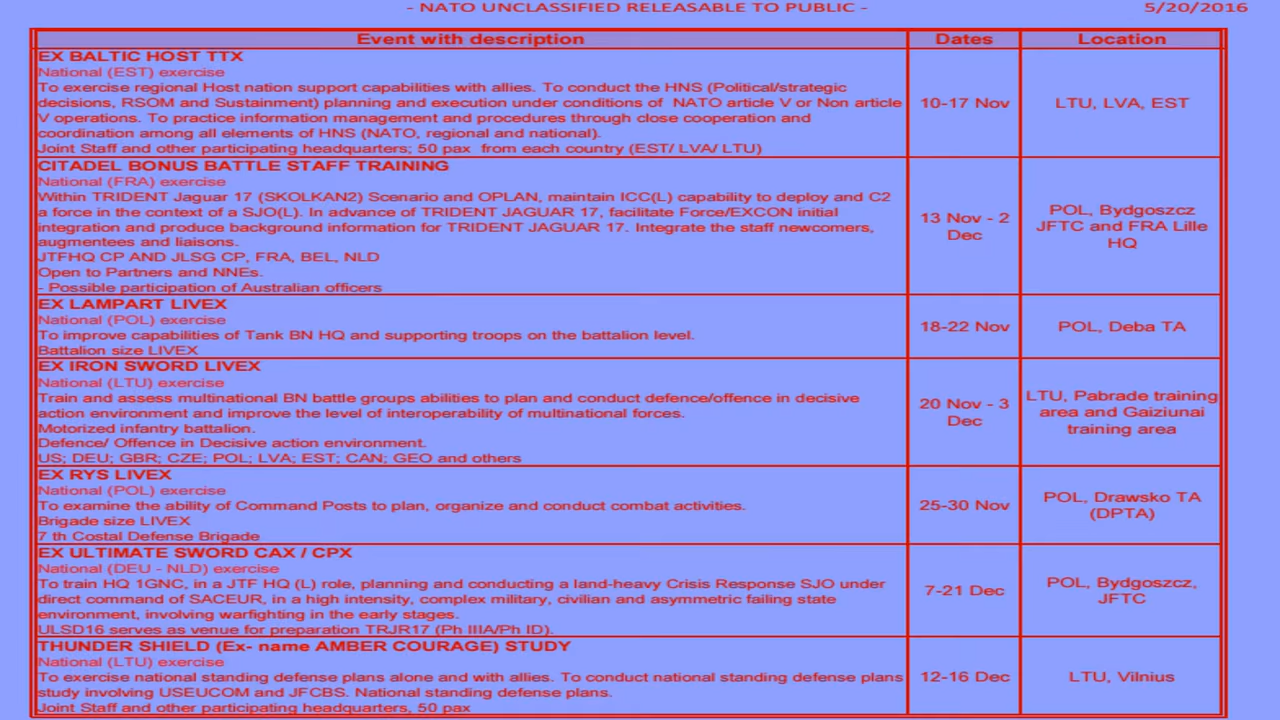 - NATO UNCLASSIFIED RELEASABLE TO PUBLIC -
5/20/2016
Event with description
Dates
Location
EX BALTIC HOST TTX
National (EST) exercise
To exercise regional Host nation support capabilities with allies. To conduct the HNS (Political/strategic
decisions, RSOM and Sustainment) planning and execution under conditions of NATO article V or Non article
V operations. To practice information management and procedures through close cooperation and
coordination among all elements of HNS (NATO, regional and national).
Joint Staff and other participating headquarters; 50 pax from each country (EST/ LVA/ LTU)
10-17 Nov
LTU, LVA, EST
CITADEL BONUS BATTLE STAFF TRAINING
National (FRA) exercise
Within TRIDENT Jaguar 17 (SKOLKAN2) Scenario and OPLAN, maintain ICC(L) capability to deploy and C2
a force in the context of a SJO(L). In advance of TRIDENT JAGUAR 17, facilitate Force/EXCON initial
integration and produce background information for TRIDENT JAGUAR 17. Integrate the staff newcomers,
augmentees and liaisons.
JTFHQ CP AND JLSG CP, FRA, BEL, NLD
Open to Partners and NNEs.
- Possible participation of Australian officers
13 Nov - 2
Dec
POL, Bydgoszcz
JFTC and FRA Lille
HQ
EX LAMPART LIVEX
National (POL) exercise
To improve capabilities of Tank BN HQ and supporting troops on the battalion level.
Battalion size LIVEX
18-22 Nov
POL, Deba TA
EX IRON SWORD LIVEX
National (LTU) exercise
Train and assess multinational BN battle groups abilities to plan and conduct defence/offence in decisive
action environment and improve the level of interoperability of multinational forces.
Motorized infantry battalion.
Defence/ Offence in Decisive action environment.
US; DEU; GBR; CZE; POL; LVA; EST; CAN; GEO and others
20 Nov - 3
Dec
LTU, Pabrade training
area and Gaiziunai
training area
EX RYS LIVEX
National (POL) exercise
To examine the ability of Command Posts to plan, organize and conduct combat activities.
Brigade size LIVEX
7 th Costal Defense Brigade
25-30 Nov
POL, Drawsko TA
(DPTA)
EX ULTIMATE SWORD CAX / CPX
National (DEU - NLD) exercise
To train HQ 1GNC, in a JTF HQ (L) role, planning and conducting a land-heavy Crisis Response SJO under
direct command of SACEUR, in a high intensity, complex military, civilian and asymmetric failing state
environment, involving warfighting in the early stages.
ULSD16 serves as venue for preparation TRJR17 (Ph IIIA/Ph ID).
7-21 Dec
POL, Bydgoszcz,
JFTC
THUNDER SHIELD (Ex- name AMBER COURAGE) STUDY
National (LTU) exercise
To exercise national standing defense plans alone and with allies. To conduct national standing defense plans
study involving USEUCOM and JFCBS. National standing defense plans.
Joint Staff and other participating headquarters, 50 pax
12-16 Dec
LTU, Vilnius